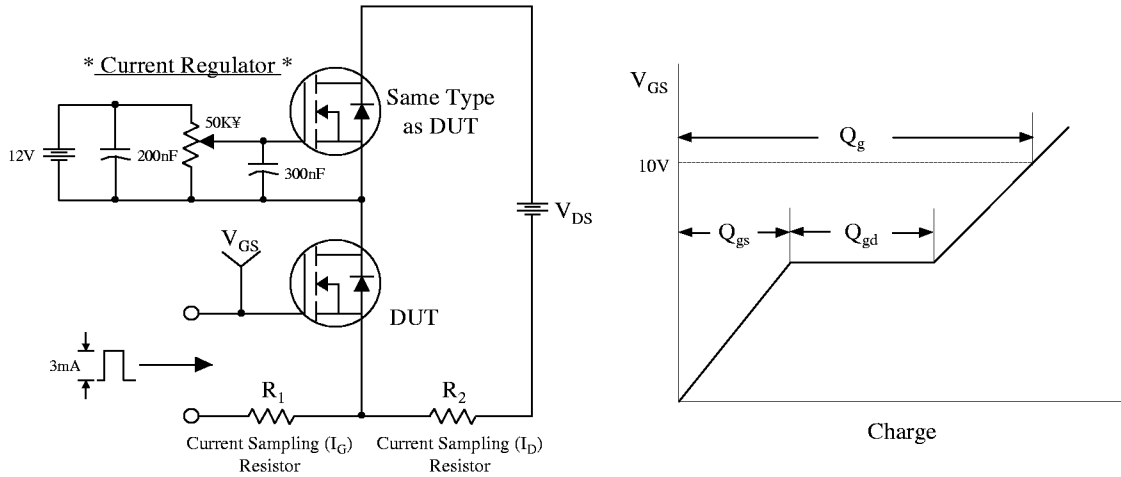 * Current Regulator *
12V
200nF
50K¥
300nF
Same Type
as DUT
V_DS
V_GS
DUT
3mA
R_1
R_2
Current Sampling (I_G)
Resistor
Current Sampling (I_D)
Resistor
V_GS
Q_g
10V
Q_gs
Q_gd
Charge